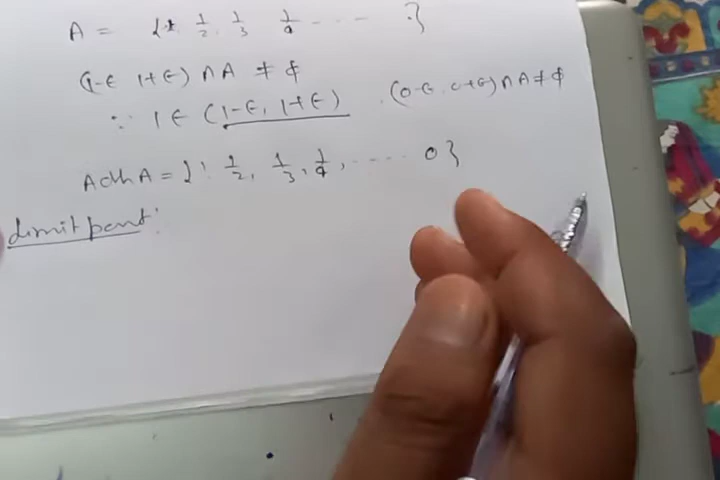 A = {1, 1/2, 1/3, 1/4 ---- }
(1-ϵ 1+ϵ) ∩ A ≠ ϕ
∵ 1 ∈ (1-ϵ, 1+ϵ) . (0-ϵ, 0+ϵ) ∩ A ≠ ϕ
Adh A = {1, 1/2, 1/3, 1/4, ---- 0}
Limit point: